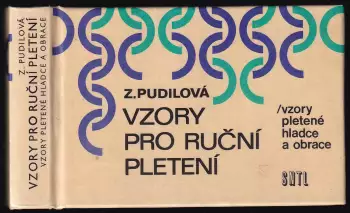 Z. PUDILOVÁ
VZORY PRO RUČNÍ PLETENÍ
VZORY PLETENÉ HLADCE A OBRACE
Z. PUDILOVÁ
VZORY
PRO RUČNÍ
PLETENÍ
/vzory
pletené
hladce
a obrace
SNTL